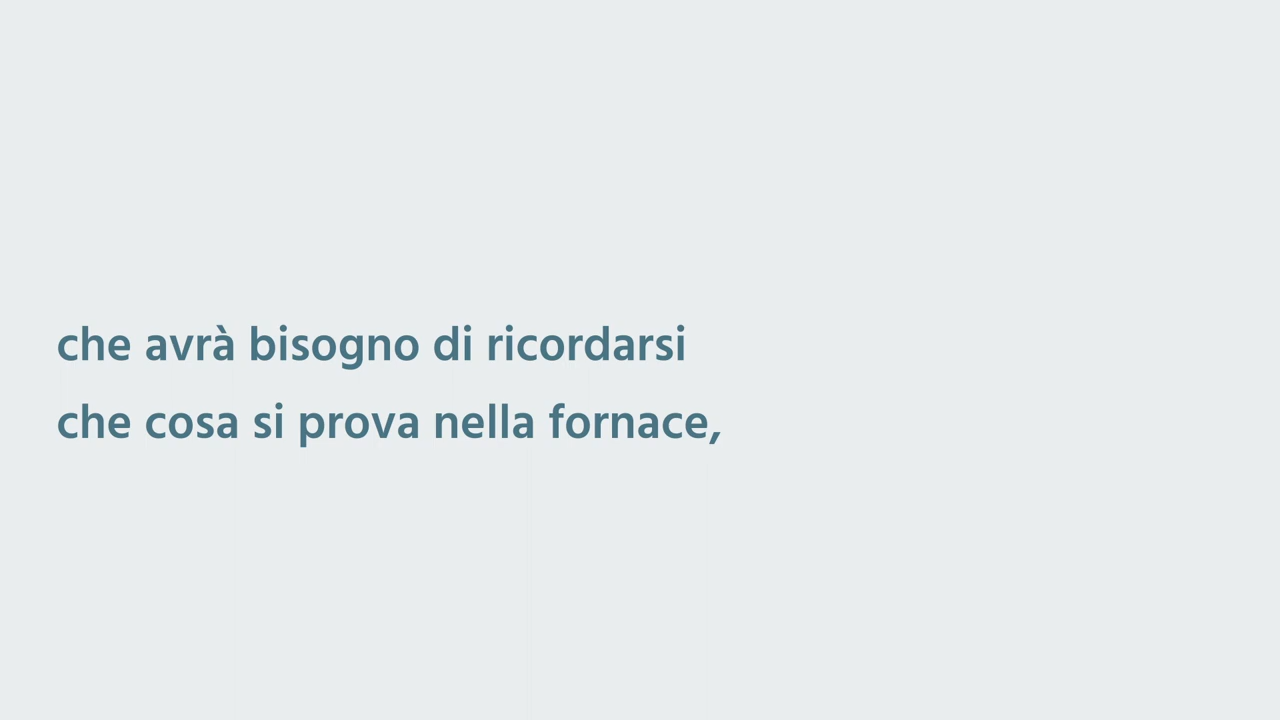 che avrà bisogno di ricordarsi
che cosa si prova nella fornace,